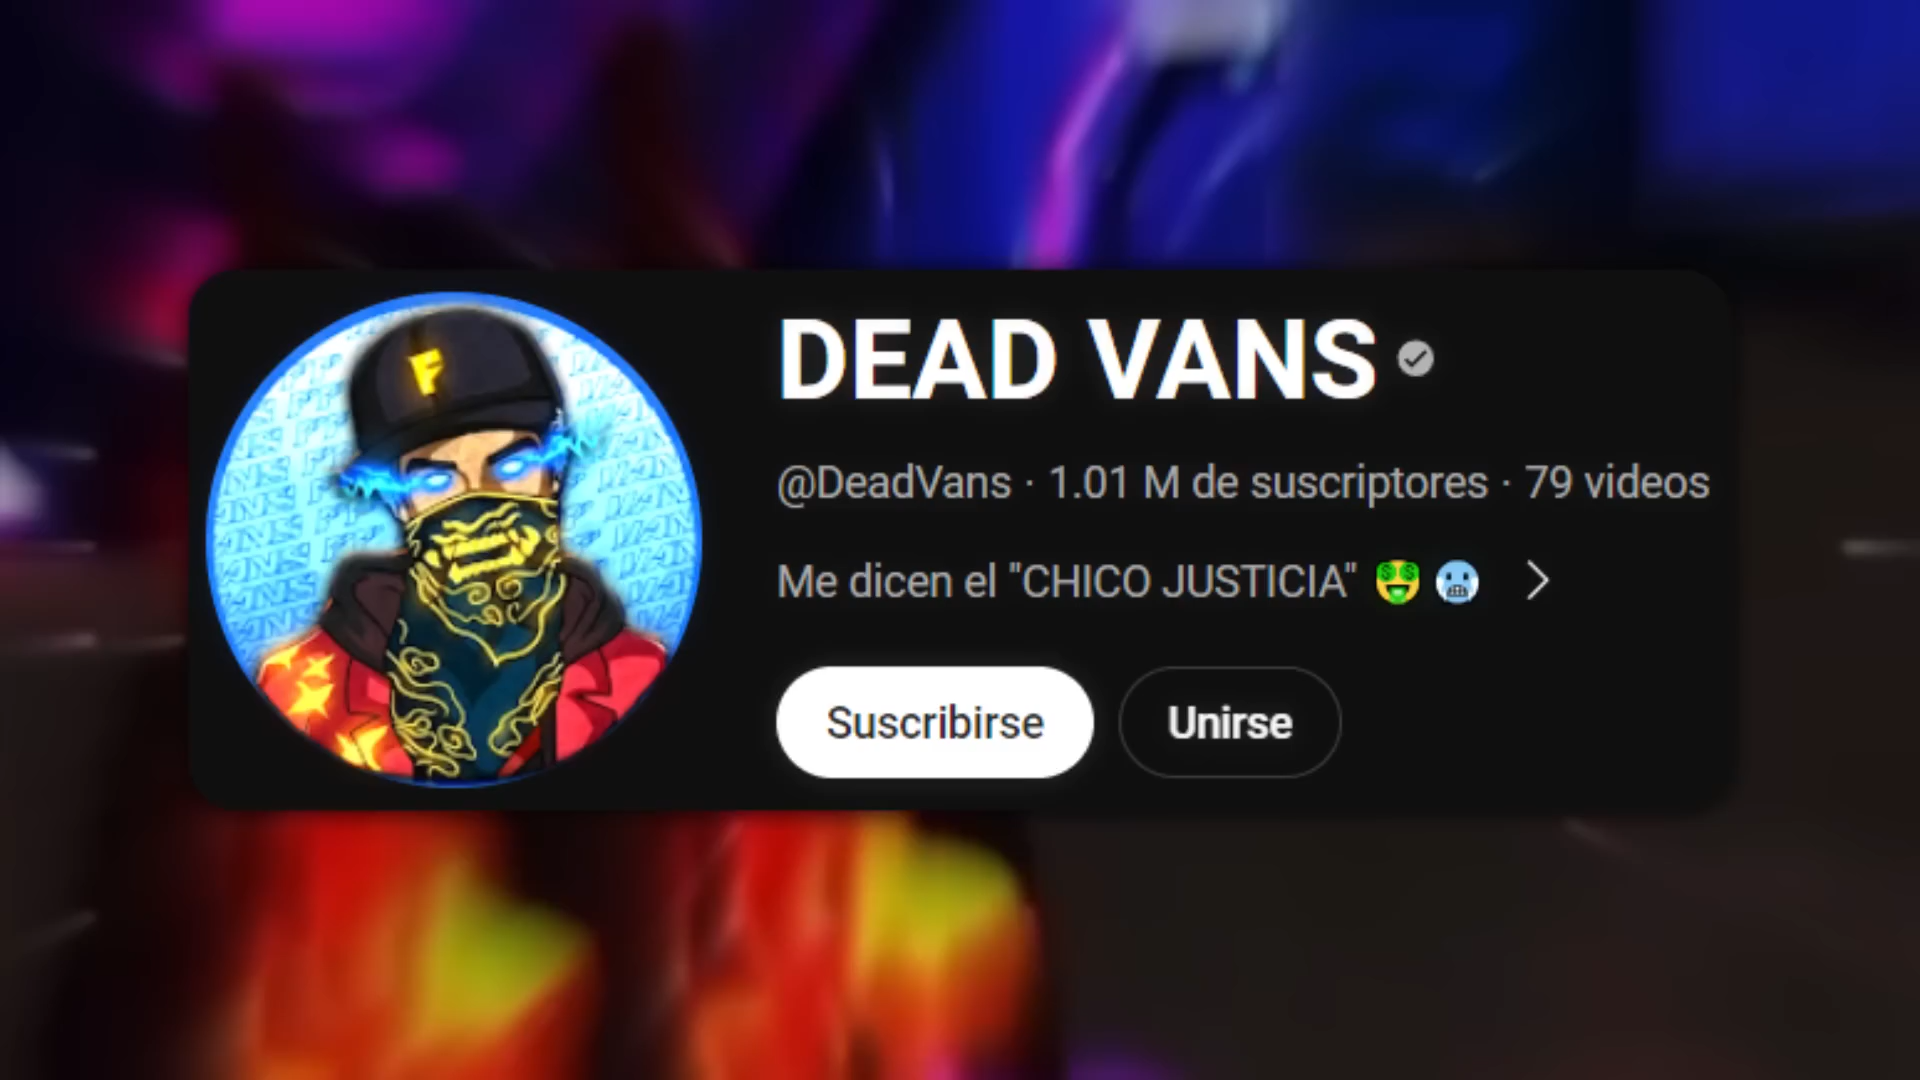 DEAD VANS
@DeadVans · 1.01 M de suscriptores · 79 videos
Me dicen el "CHICO JUSTICIA" 🤑 🥶
Suscribirse
Unirse
F